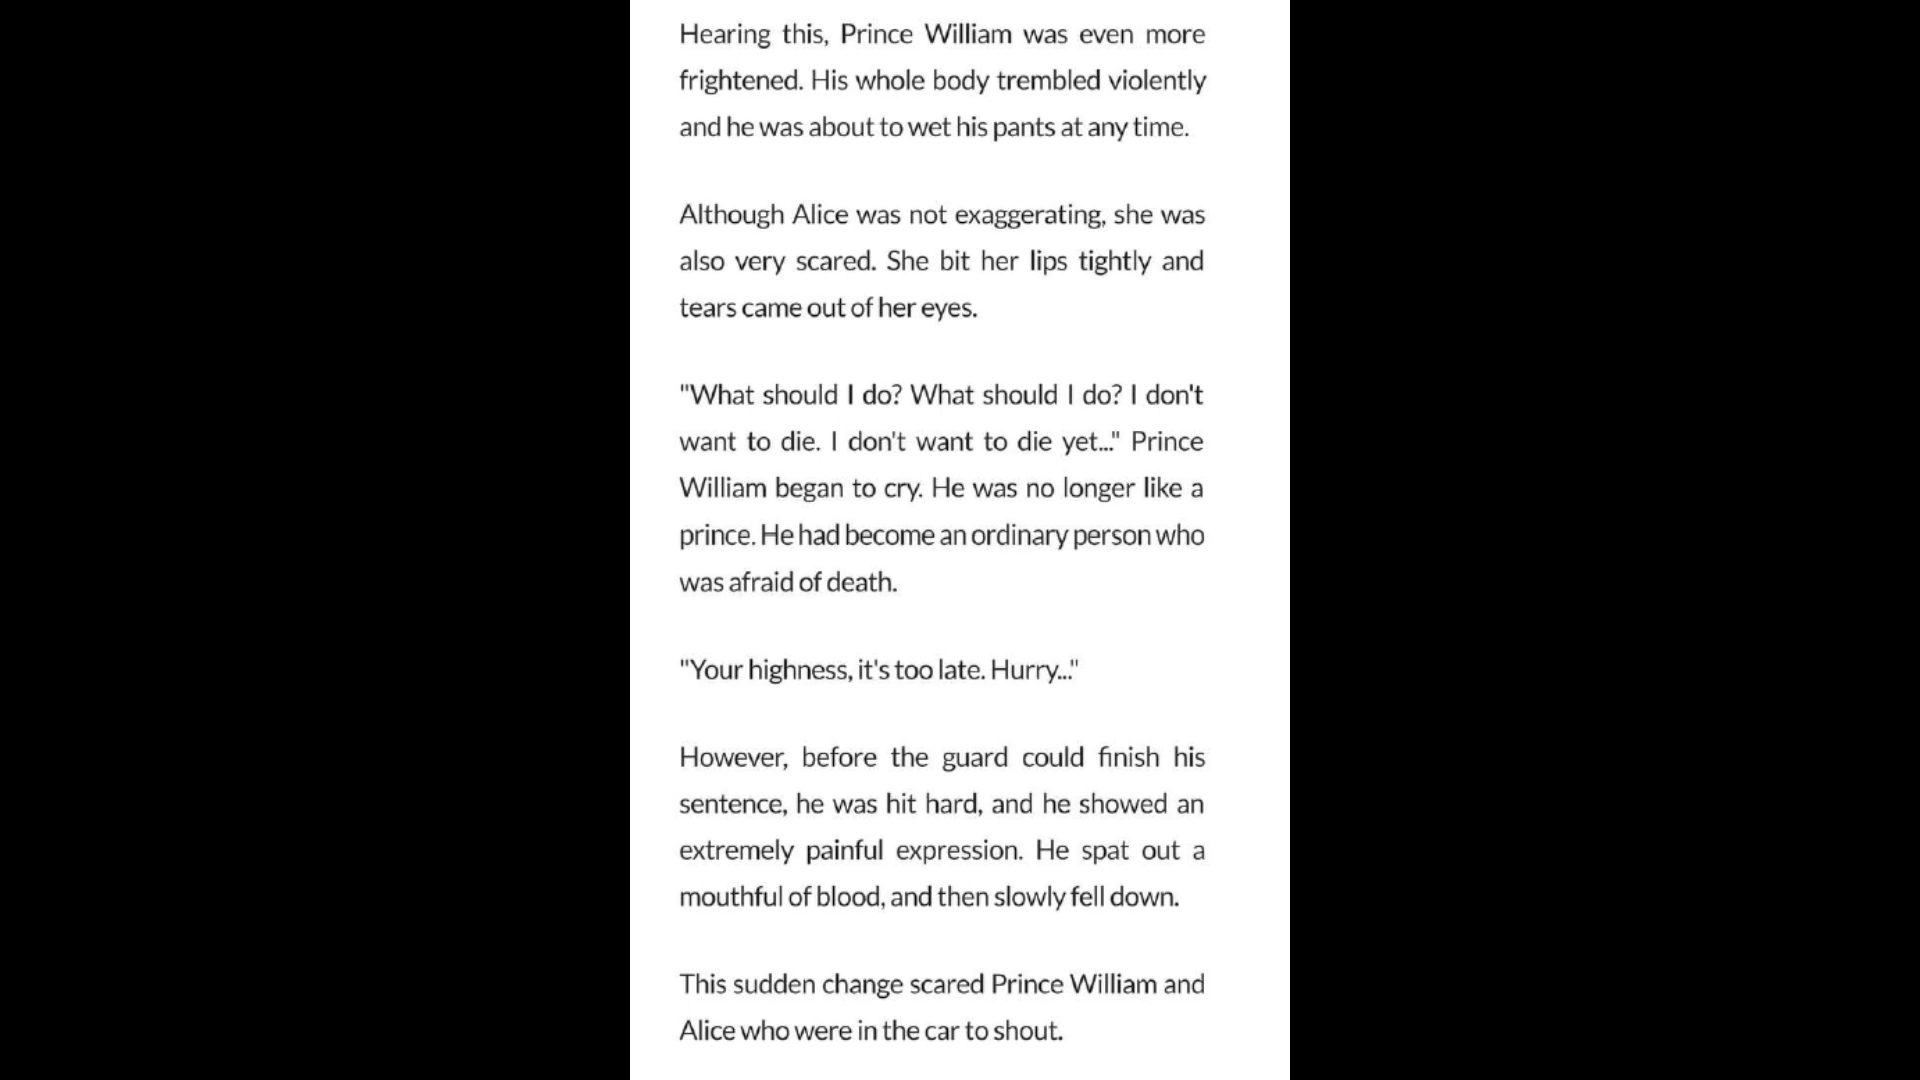 Hearing this, Prince William was even more
frightened. His whole body trembled violently
and he was about to wet his pants at any time.
Although Alice was not exaggerating, she was
also very scared. She bit her lips tightly and
tears came out of her eyes.
"What should I do? What should I do? I don't
want to die. I don't want to die yet..." Prince
William began to cry. He was no longer like a
prince. He had become an ordinary person who
was afraid of death.
"Your highness, it's too late. Hurry..."
However, before the guard could finish his
sentence, he was hit hard, and he showed an
extremely painful expression. He spat out a
mouthful of blood, and then slowly fell down.
This sudden change scared Prince William and
Alice who were in the car to shout.